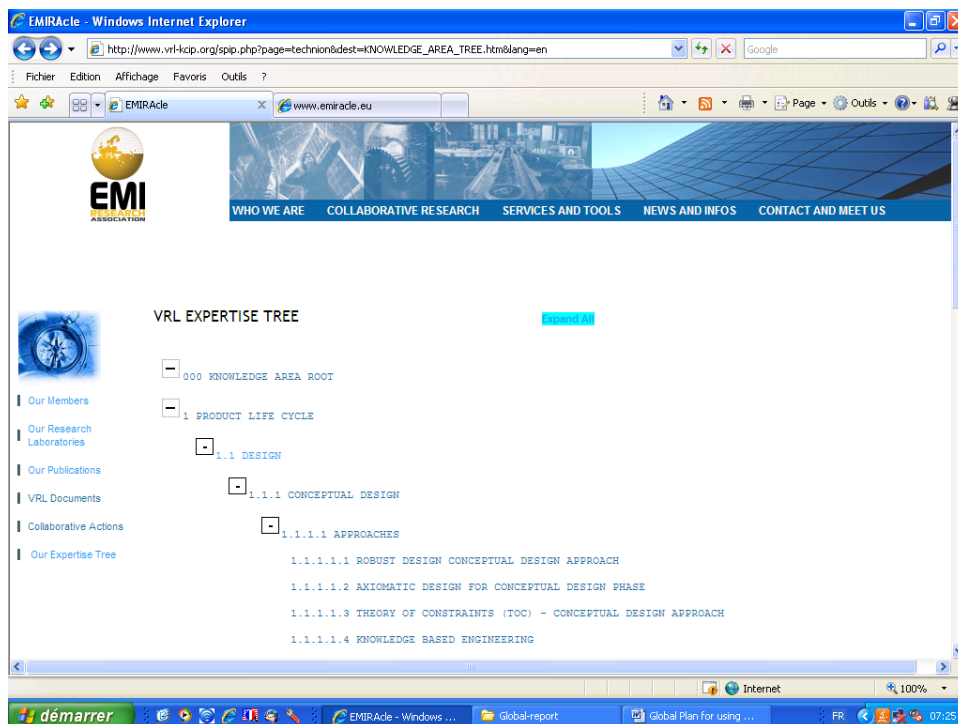 EMIRAcle - Windows Internet Explorer
http://www.vrl-kcip.org/spip.php?page=technion&dest=KNOWLEDGE_AREA_TREE.htm&lang=en
Google
Fichier Edition Affichage Favoris Outils ?
EMIRAcle
www.emiracle.eu
Page
Outils
EMI
RESEARCH
ASSOCIATION
WHO WE ARE COLLABORATIVE RESEARCH SERVICES AND TOOLS NEWS AND INFOS CONTACT AND MEET US
VRL EXPERTISE TREE
Expand All
000 KNOWLEDGE AREA ROOT
1 PRODUCT LIFE CYCLE
1.1 DESIGN
1.1.1 CONCEPTUAL DESIGN
1.1.1.1 APPROACHES
1.1.1.1.1 ROBUST DESIGN CONCEPTUAL DESIGN APPROACH
1.1.1.1.2 AXIOMATIC DESIGN FOR CONCEPTUAL DESIGN PHASE
1.1.1.1.3 THEORY OF CONSTRAINTS (TOC) - CONCEPTUAL DESIGN APPROACH
1.1.1.1.4 KNOWLEDGE BASED ENGINEERING
Our Members
Our Research
Laboratories
Our Publications
VRL Documents
Collaborative Actions
Our Expertise Tree
Internet
100%
démarrer
EMIRAcle - Windows ...
Global-report
Global Plan for using ...
FR
07:25